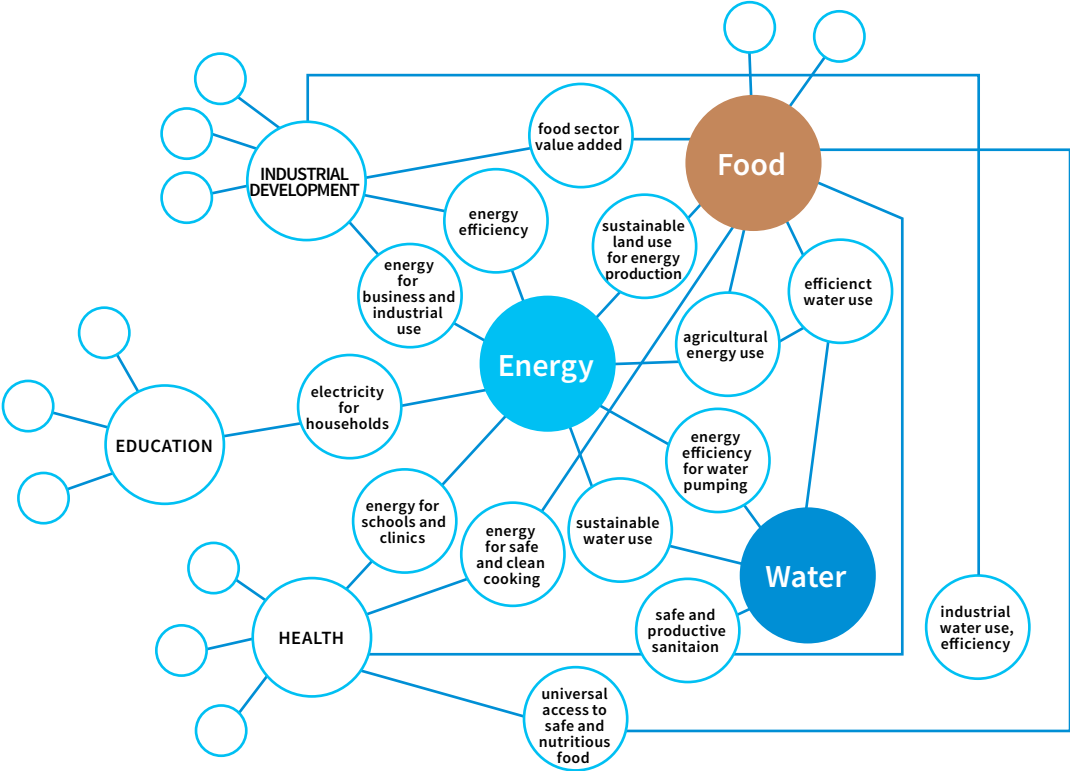 food sector
value added
Food
INDUSTRIAL
DEVELOPMENT
energy
efficiency
sustainable
land use
for energy
production
energy
for
business and
industrial
use
efficienct
water use
agricultural
energy use
Energy
electricity
for
households
EDUCATION
energy
efficiency
for water
pumping
energy for
schools and
clinics
energy
for safe
and clean
cooking
sustainable
water use
Water
safe and
productive
sanitaion
industrial
water use,
efficiency
HEALTH
universal
access to
safe and
nutritious
food